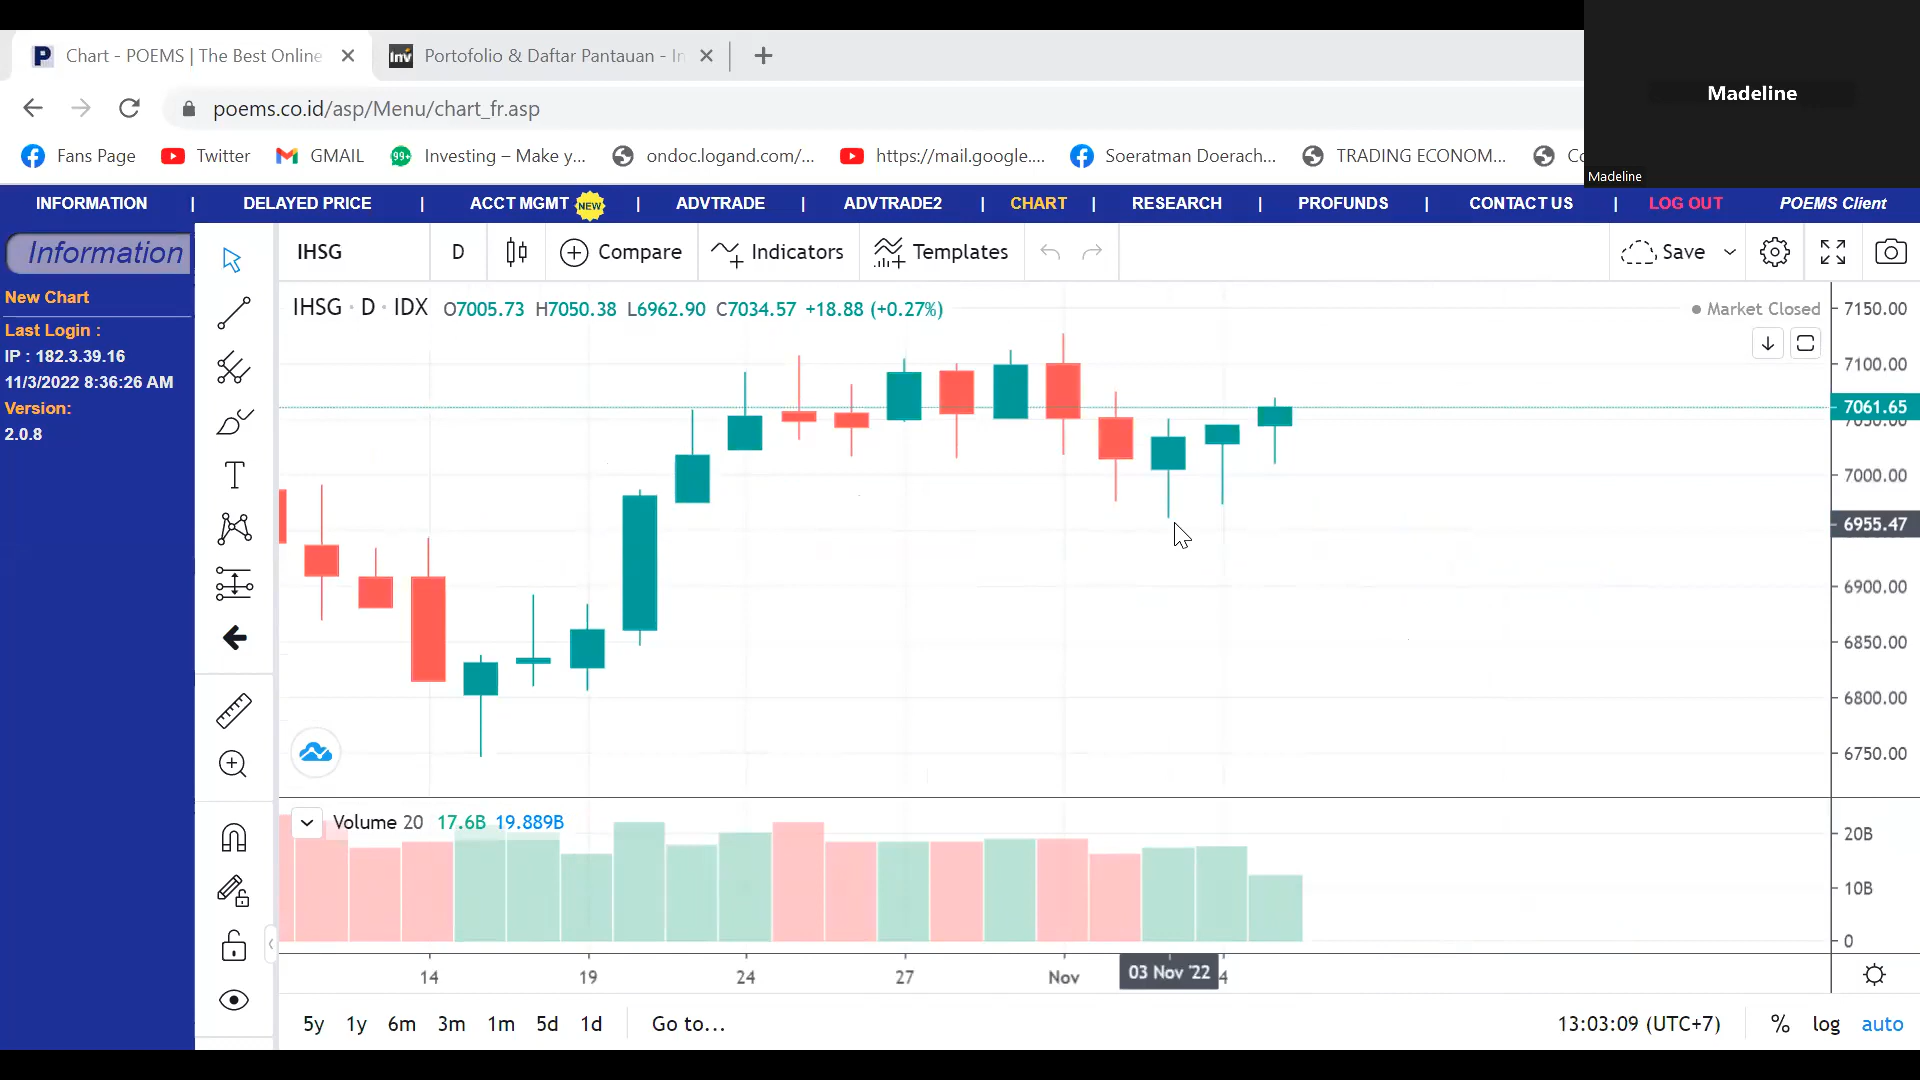 Chart - POEMS | The Best Online
Portofolio & Daftar Pantauan - In
Madeline
poems.co.id/asp/Menu/chart_fr.asp
Fans Page Twitter GMAIL 99+ Investing – Make y... ondoc.logand.com/... https://mail.google.... Soeratman Doerach... TRADING ECONOM... Co
Madeline
INFORMATION | DELAYED PRICE | ACCT MGMT NEW | ADVTRADE | ADVTRADE2 | CHART | RESEARCH | PROFUNDS | CONTACT US | LOG OUT POEMS Client
Information
IHSG D Compare Indicators Templates Save
New Chart
Last Login :
IP : 182.3.39.16
11/3/2022 8:36:26 AM
Version:
2.0.8
IHSG · D · IDX O7005.73 H7050.38 L6962.90 C7034.57 +18.88 (+0.27%)
Market Closed
7150.00
7100.00
7061.65
7050.00
7000.00
6955.47
6900.00
6850.00
6800.00
6750.00
Volume 20 17.6B 19.889B
20B
10B
0
14 19 24 27 Nov 03 Nov '22 4
5y 1y 6m 3m 1m 5d 1d Go to... 13:03:09 (UTC+7) % log auto